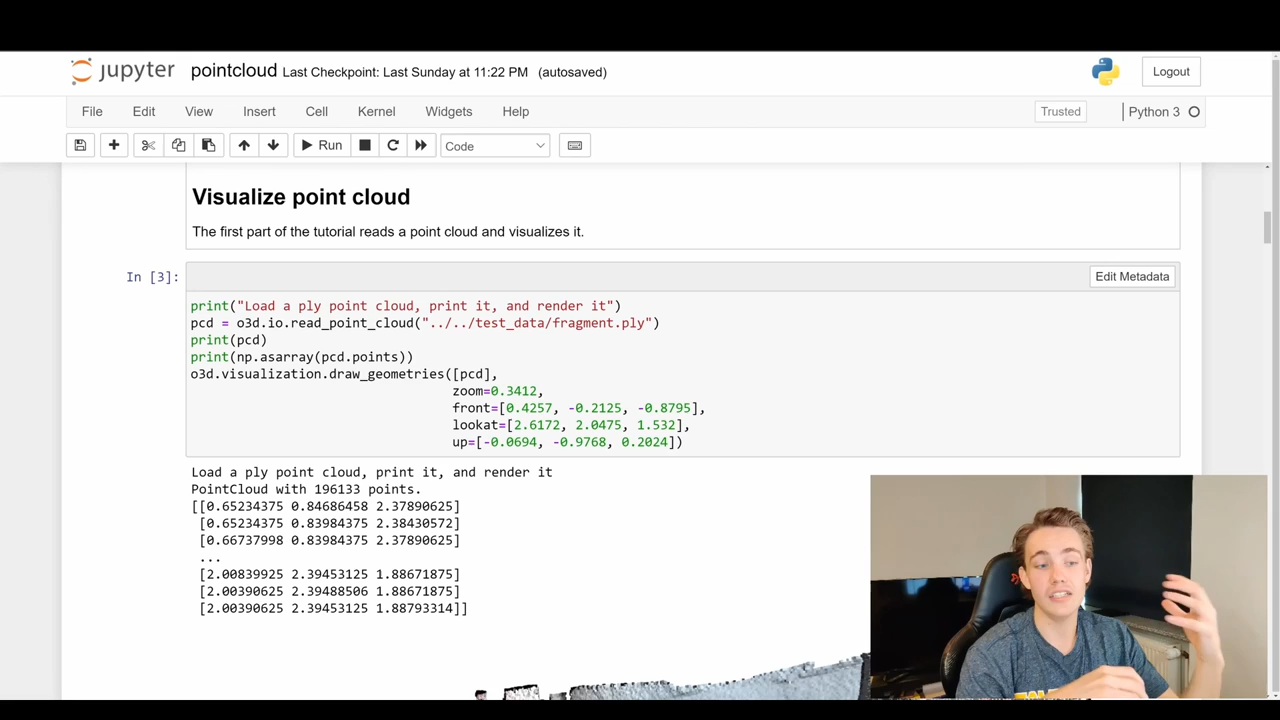 jupyter pointcloud Last Checkpoint: Last Sunday at 11:22 PM (autosaved)
Logout
File Edit View Insert Cell Kernel Widgets Help
Trusted
Python 3
Run
Code
Visualize point cloud
The first part of the tutorial reads a point cloud and visualizes it.
In [3]:
Edit Metadata
print("Load a ply point cloud, print it, and render it")
pcd = o3d.io.read_point_cloud("../../test_data/fragment.ply")
print(pcd)
print(np.asarray(pcd.points))
o3d.visualization.draw_geometries([pcd],
zoom=0.3412,
front=[0.4257, -0.2125, -0.8795],
lookat=[2.6172, 2.0475, 1.532],
up=[-0.0694, -0.9768, 0.2024])
Load a ply point cloud, print it, and render it
PointCloud with 196133 points.
[[0.65234375 0.84686458 2.37890625]
[0.65234375 0.83984375 2.38430572]
[0.66737998 0.83984375 2.37890625]
...
[2.00839925 2.39453125 1.88671875]
[2.00390625 2.39488506 1.88671875]
[2.00390625 2.39453125 1.88793314]]